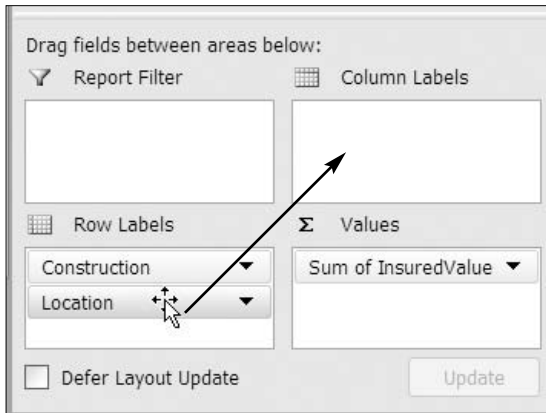 Drag fields between areas below:
Report Filter
Column Labels
Row Labels
Σ Values
Construction
Location
Sum of InsuredValue
Defer Layout Update
Update